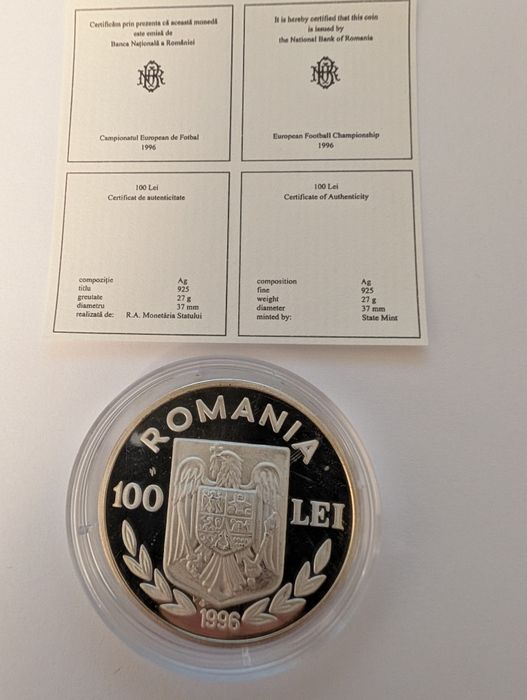 Certificăm prin prezenta că această monedă
este emisă de
Banca Naţională a României
Campionatul European de Fotbal
1996
It is hereby certified that this coin
is issued by
the National Bank of Romania
European Football Championship
1996
100 Lei
Certificat de autenticitate
compoziţie Ag
titlu 925
greutate 27 g
diametru 37 mm
realizată de: R.A. Monetăria Statului
100 Lei
Certificate of Authenticity
composition Ag
fine 925
weight 27 g
diameter 37 mm
minted by: State Mint
ROMANIA
100 LEI
1996